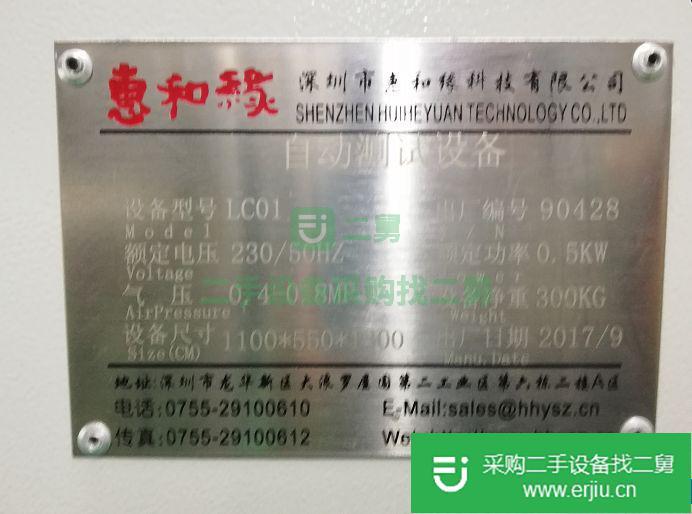 惠和緣 深圳市惠和缘科技有限公司
SHENZHEN HUIHEYUAN TECHNOLOGY CO.,LTD
自动测试设备
设备型号 LC01 出厂编号 90428
Model N
二舅
额定电压 230/50HZ 额定功率 0.5KW
Voltage
二手设备采购找二舅
气 压 净重 300KG
AirPressure Weight
设备尺寸 1100*550* 出厂日期 2017/9
Size(CM) Manu.Date
地址:深圳市龙华新区大浪罗屋围第二工业区第六栋二楼A区
电话:0755-29100610 E-Mail:sales@hhysz.cn
传真:0755-29100612
采购二手设备找二舅
www.erjiu.cn